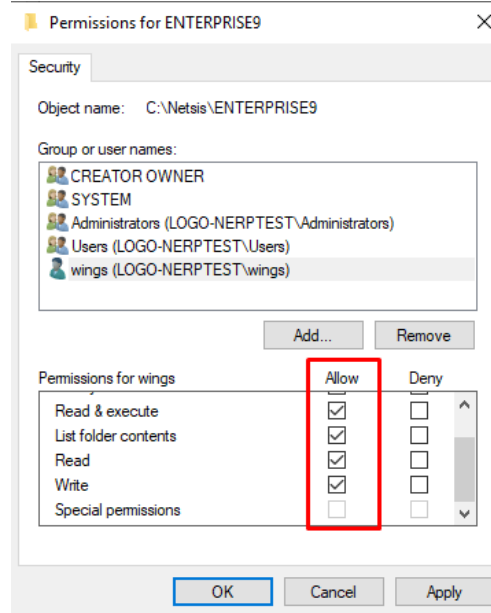 Permissions for ENTERPRISE9
Security
Object name: C:\Netsis\ENTERPRISE9
Group or user names:
CREATOR OWNER
SYSTEM
Administrators (LOGO-NERPTEST\Administrators)
Users (LOGO-NERPTEST\Users)
wings (LOGO-NERPTEST\wings)
Add... Remove
Permissions for wings Allow Deny
Read & execute
List folder contents
Read
Write
Special permissions
OK Cancel Apply